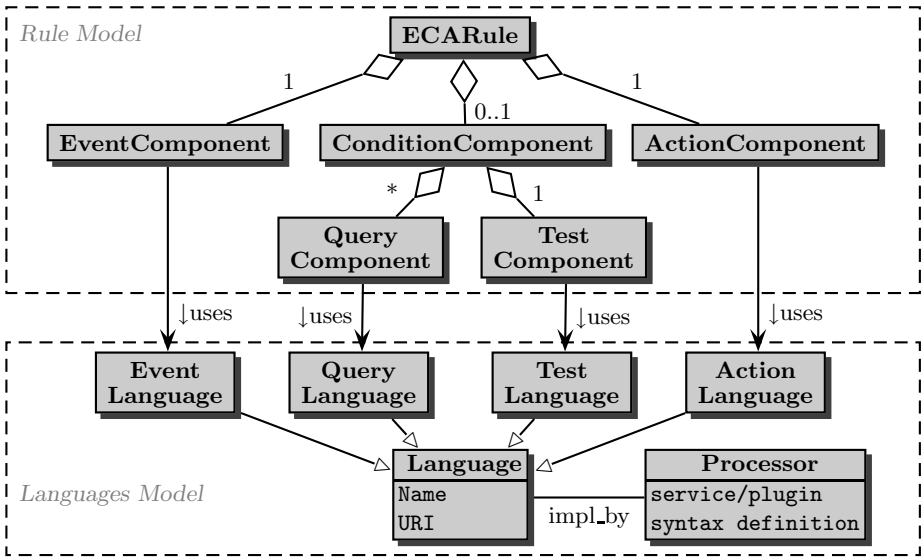 Rule Model
ECARule
1
0..1
1
EventComponent
ConditionComponent
ActionComponent
*
1
Query
Component
Test
Component
↓uses
↓uses
↓uses
↓uses
Event
Language
Query
Language
Test
Language
Action
Language
Languages Model
Language
Name
URI
impl_by
Processor
service/plugin
syntax definition